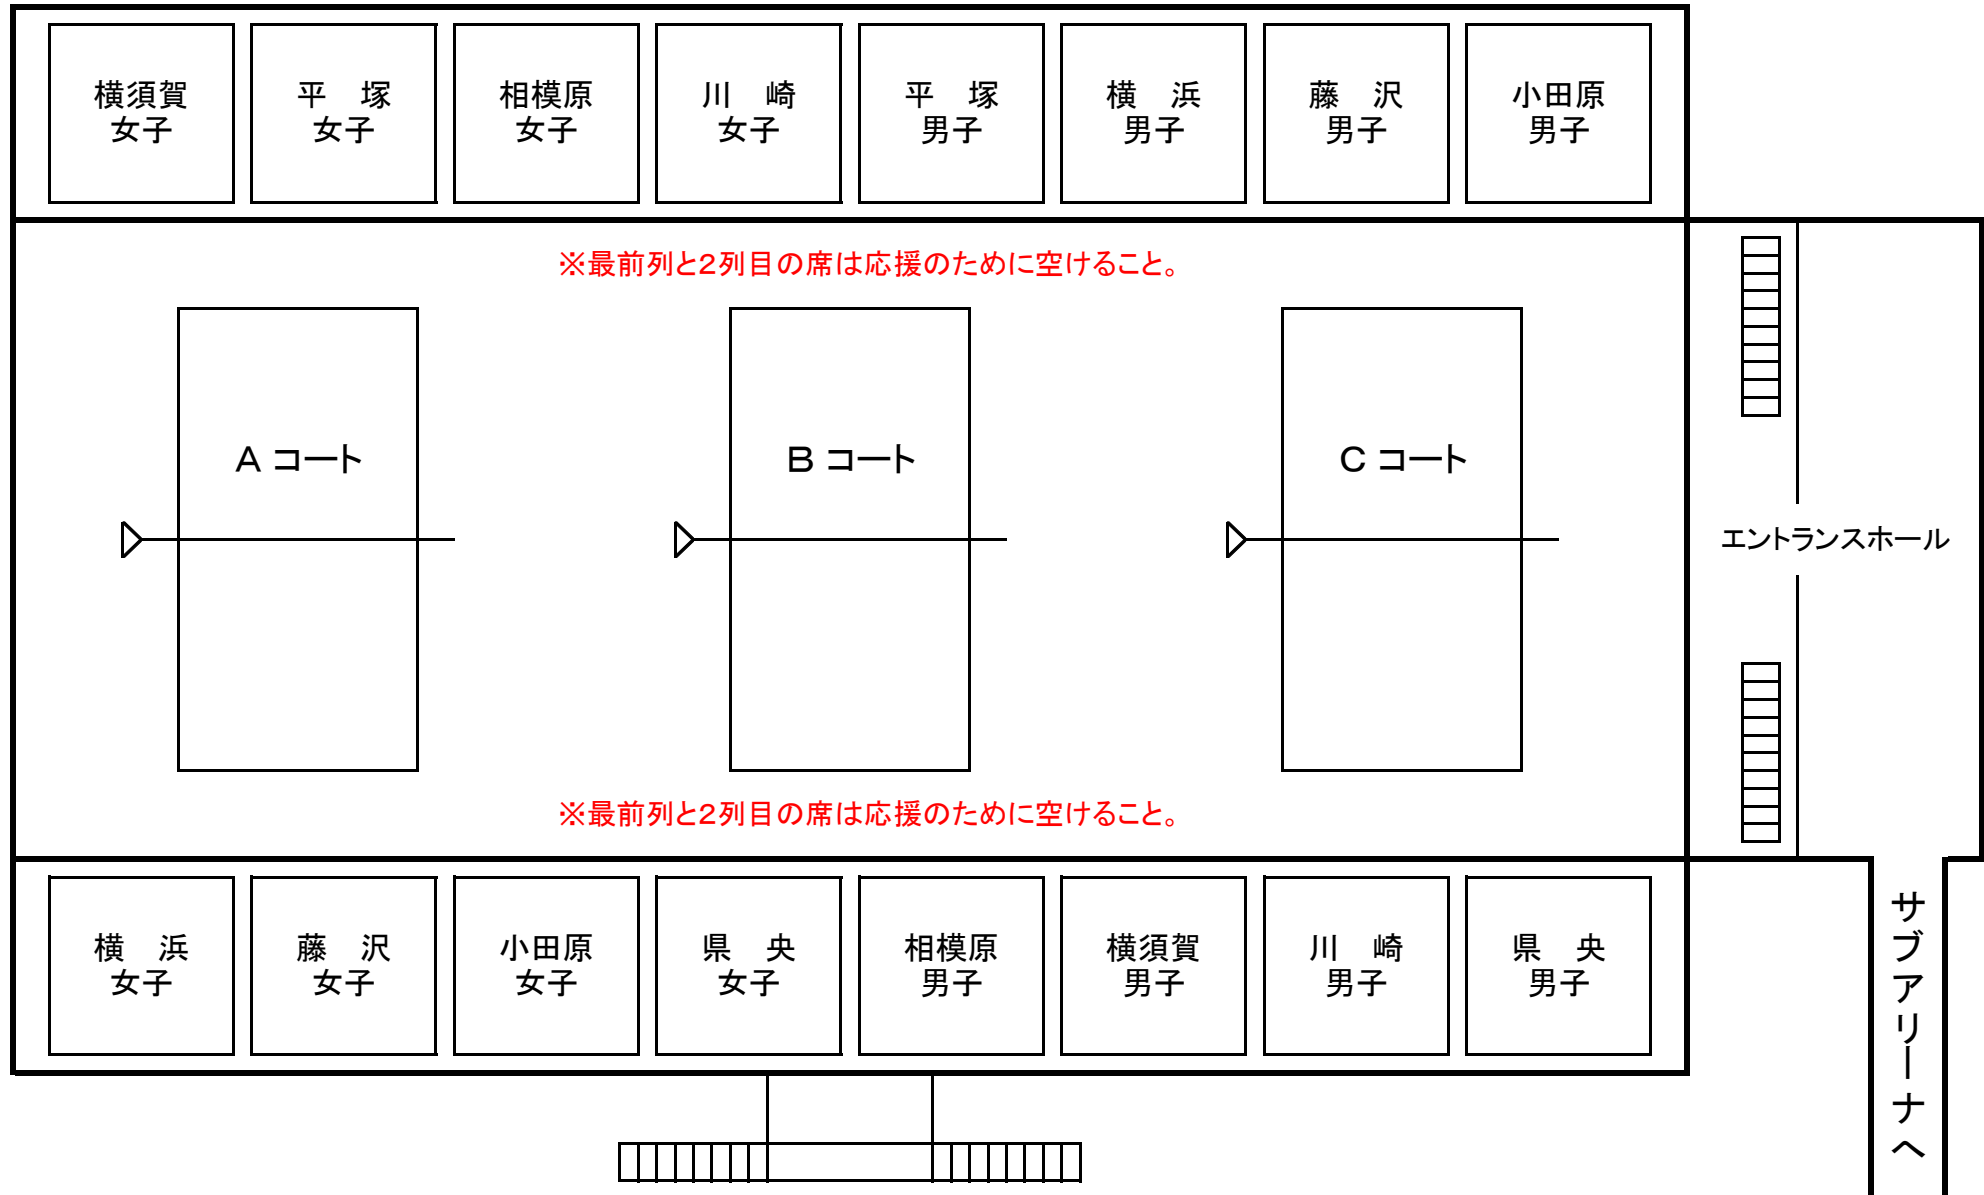 横須賀
女子
平　塚
女子
相模原
女子
川　崎
女子
平　塚
男子
横　浜
男子
藤　沢
男子
小田原
男子
※最前列と2列目の席は応援のために空けること。
A コート
B コート
C コート
エントランスホール
※最前列と2列目の席は応援のために空けること。
横　浜
女子
藤　沢
女子
小田原
女子
県　央
女子
相模原
男子
横須賀
男子
川　崎
男子
県　央
男子
サブアリーナへ